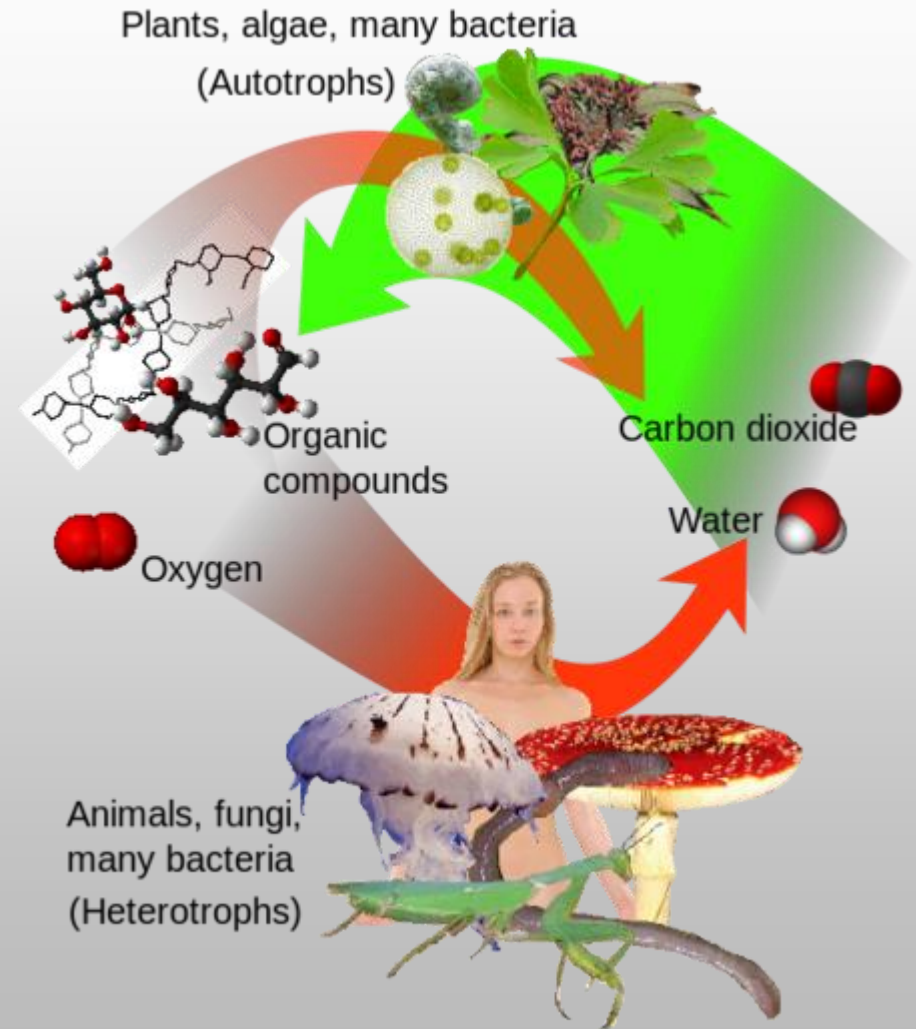 Plants, algae, many bacteria
(Autotrophs)
Organic
compounds
Carbon dioxide
Water
Oxygen
Animals, fungi,
many bacteria
(Heterotrophs)